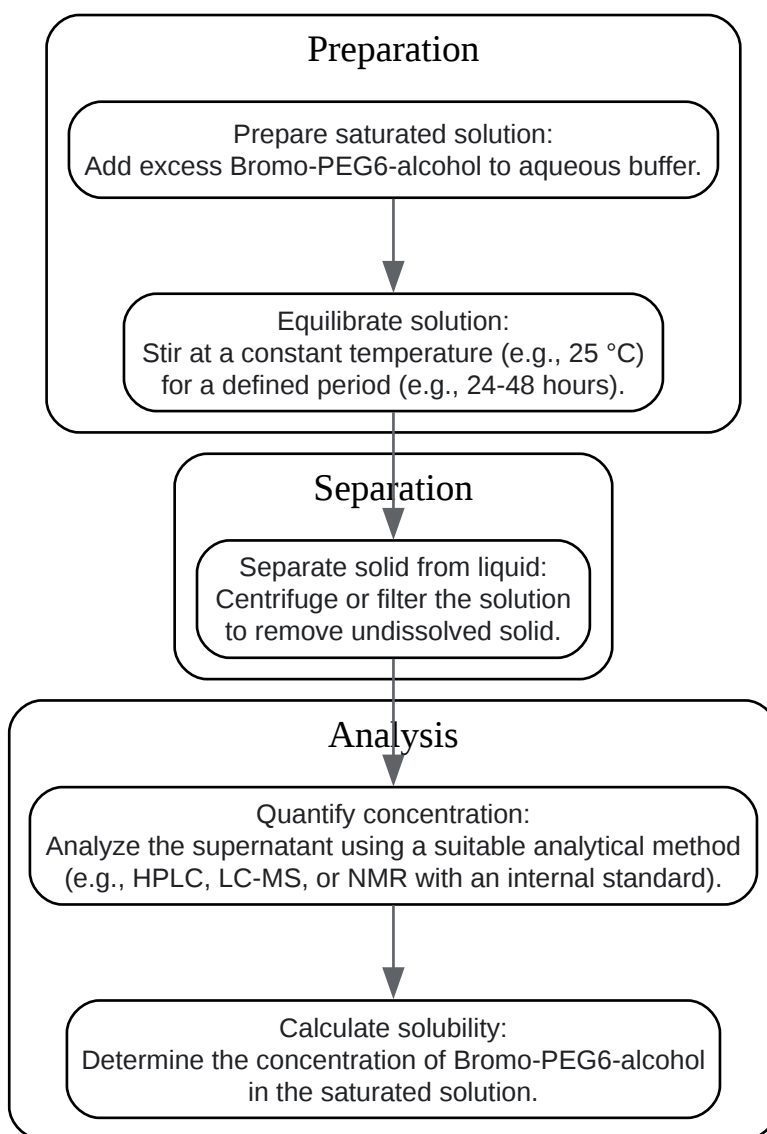 Preparation
Prepare saturated solution:
Add excess Bromo-PEG6-alcohol to aqueous buffer.
Equilibrate solution:
Stir at a constant temperature (e.g., 25 °C)
for a defined period (e.g., 24-48 hours).
Separation
Separate solid from liquid:
Centrifuge or filter the solution
to remove undissolved solid.
Analysis
Quantify concentration:
Analyze the supernatant using a suitable analytical method
(e.g., HPLC, LC-MS, or NMR with an internal standard).
Calculate solubility:
Determine the concentration of Bromo-PEG6-alcohol
in the saturated solution.